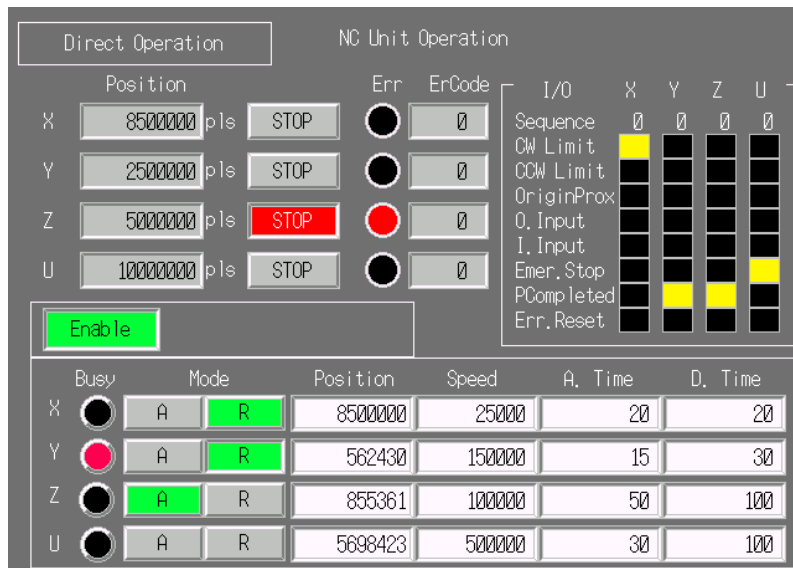 Direct Operation NC Unit Operation
Position Err ErCode I/O X Y Z U
X 8500000 pls STOP 0 Sequence 0 0 0 0
CW Limit
Y 2500000 pls STOP 0 CCW Limit
OriginProx
Z 5000000 pls STOP 0 O.Input
I.Input
U 10000000 pls STOP 0 Emer.Stop
PCompleted
Enable Err.Reset
Busy Mode Position Speed A. Time D. Time
X A R 8500000 25000 20 20
Y A R 562430 150000 15 30
Z A R 855361 100000 50 100
U A R 5698423 500000 30 100